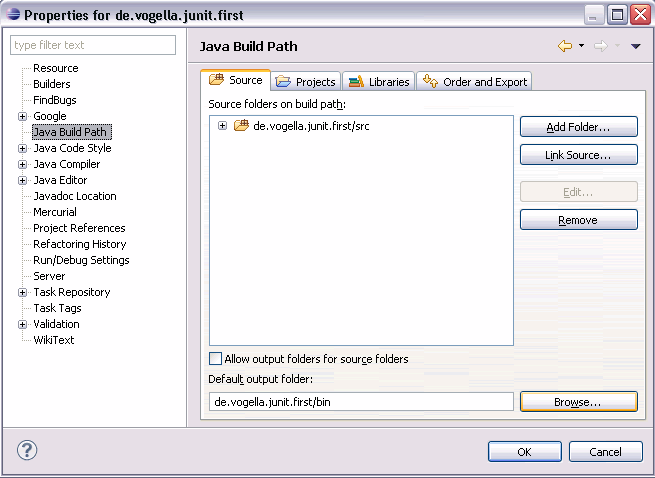 Properties for de.vogella.junit.first
type filter text
Resource
Builders
FindBugs
Google
Java Build Path
Java Code Style
Java Compiler
Java Editor
Javadoc Location
Mercurial
Project References
Refactoring History
Run/Debug Settings
Server
Task Repository
Task Tags
Validation
WikiText
Java Build Path
Source
Projects
Libraries
Order and Export
Source folders on build path:
de.vogella.junit.first/src
Add Folder...
Link Source...
Edit...
Remove
Allow output folders for source folders
Default output folder:
de.vogella.junit.first/bin
Browse...
?
OK
Cancel